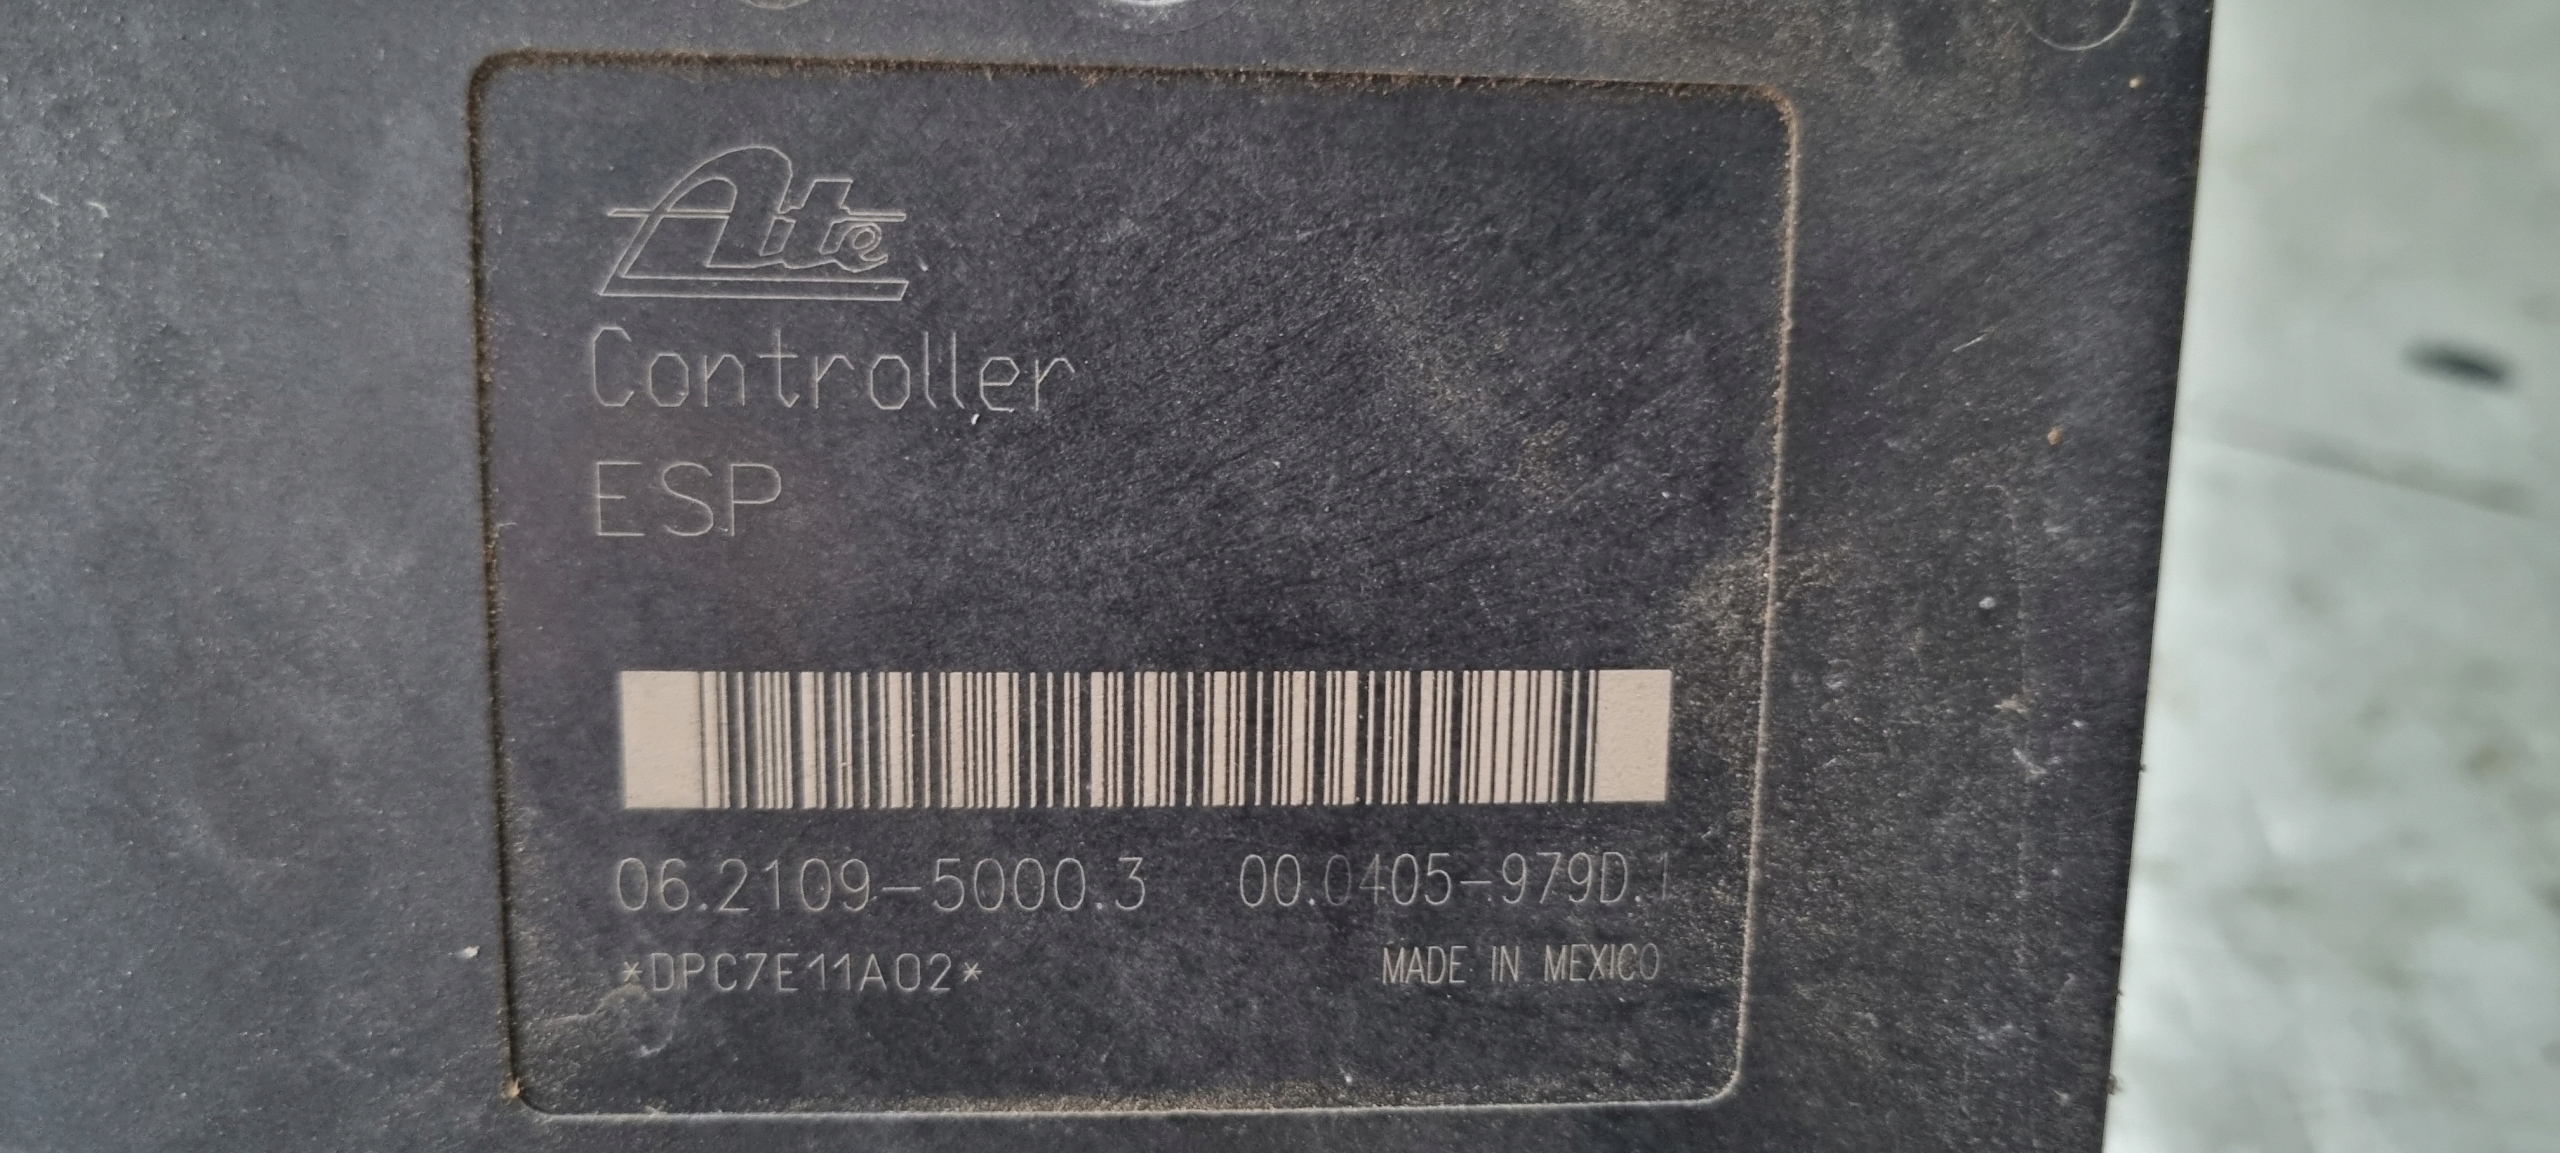 Ate
Controller
ESP
06.2109-5000.3 00.0405-979D.1
*DPC7E11A02* MADE IN MEXICO